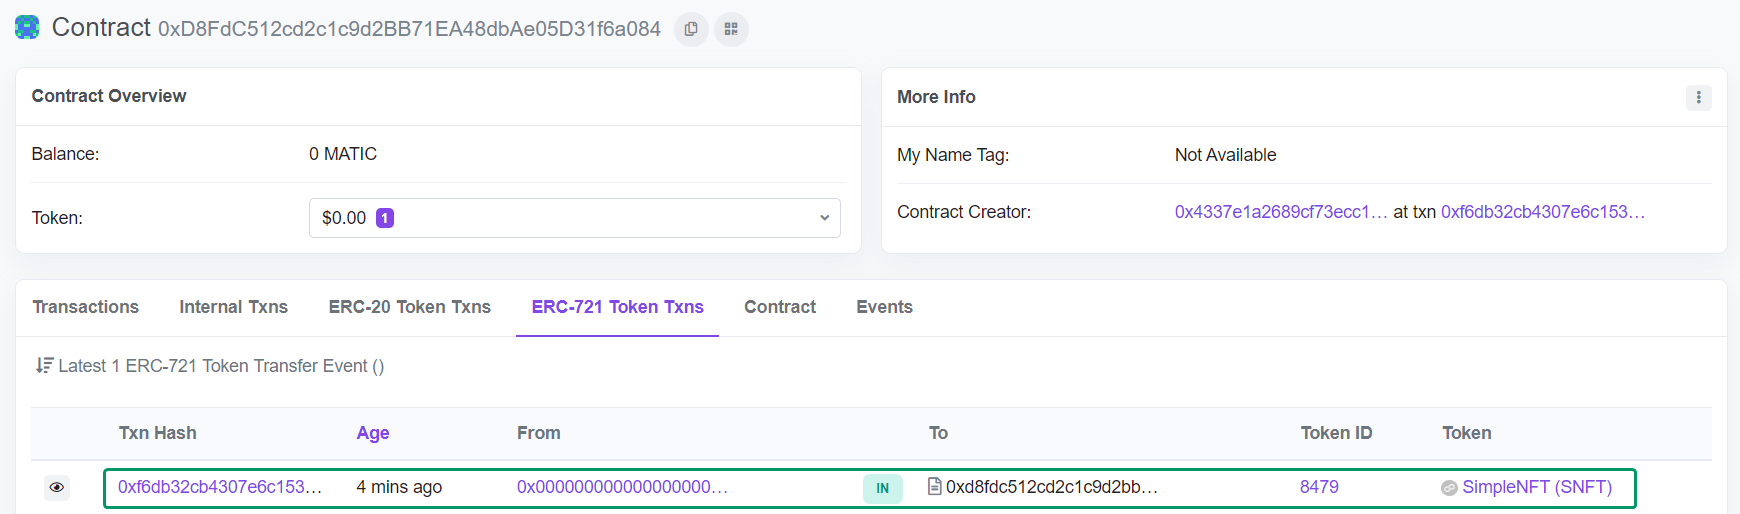 Contract 0xD8FdC512cd2c1c9d2BB71EA48dbAe05D31f6a084
Contract Overview
Balance: 0 MATIC
Token: $0.00 1
More Info
My Name Tag: Not Available
Contract Creator: 0x4337e1a2689cf73ecc1... at txn 0xf6db32cb4307e6c153...
Transactions Internal Txns ERC-20 Token Txns ERC-721 Token Txns Contract Events
Latest 1 ERC-721 Token Transfer Event ()
Txn Hash Age From To Token ID Token
0xf6db32cb4307e6c153... 4 mins ago 0x000000000000000000... IN 0xd8fdc512cd2c1c9d2bb... 8479 SimpleNFT (SNFT)